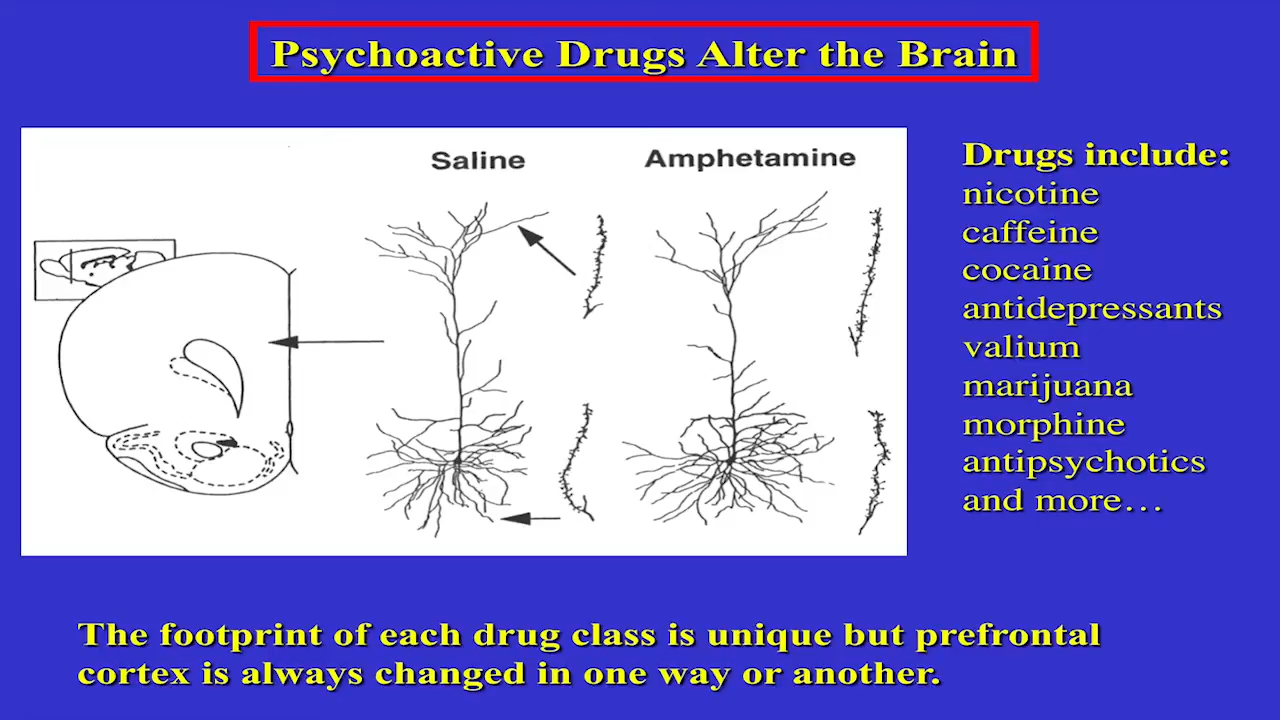 Psychoactive Drugs Alter the Brain
Saline
Amphetamine
Drugs include:
nicotine
caffeine
cocaine
antidepressants
valium
marijuana
morphine
antipsychotics
and more…
The footprint of each drug class is unique but prefrontal
cortex is always changed in one way or another.